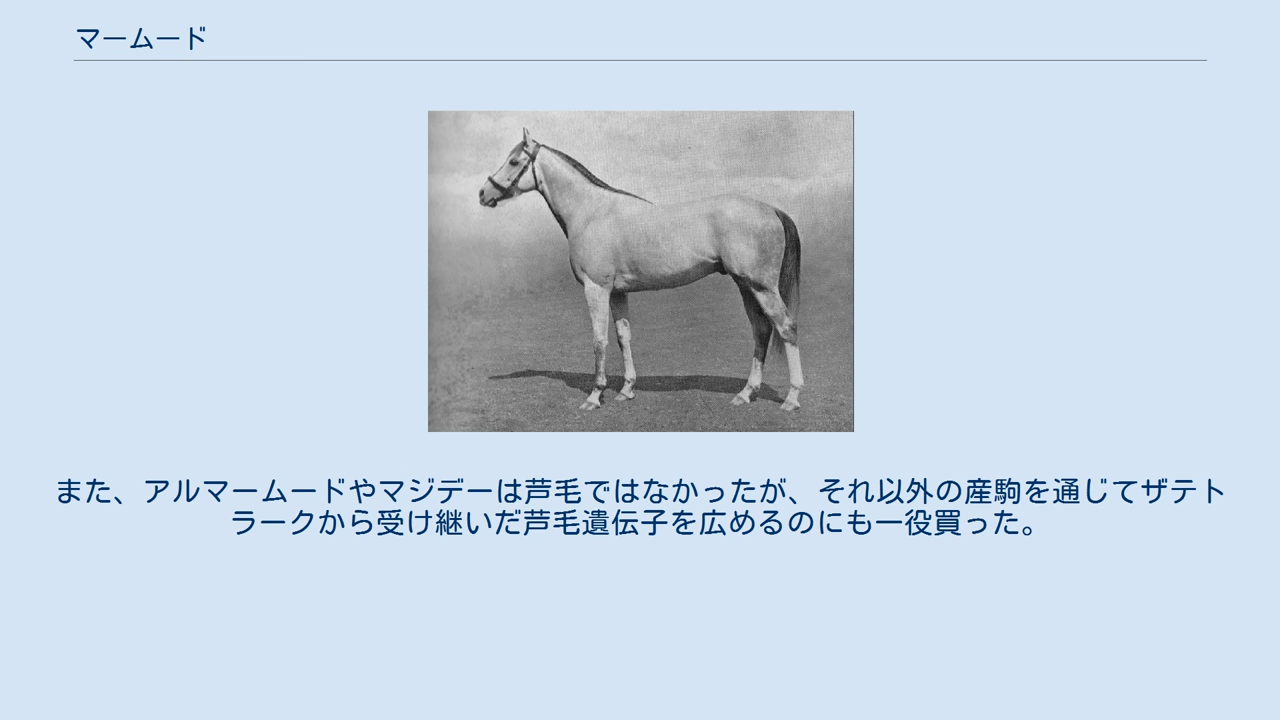 マームード
また、アルマームードやマジデーは芦毛ではなかったが、それ以外の産駒を通じてザテト
ラークから受け継いだ芦毛遺伝子を広めるのにも一役買った。